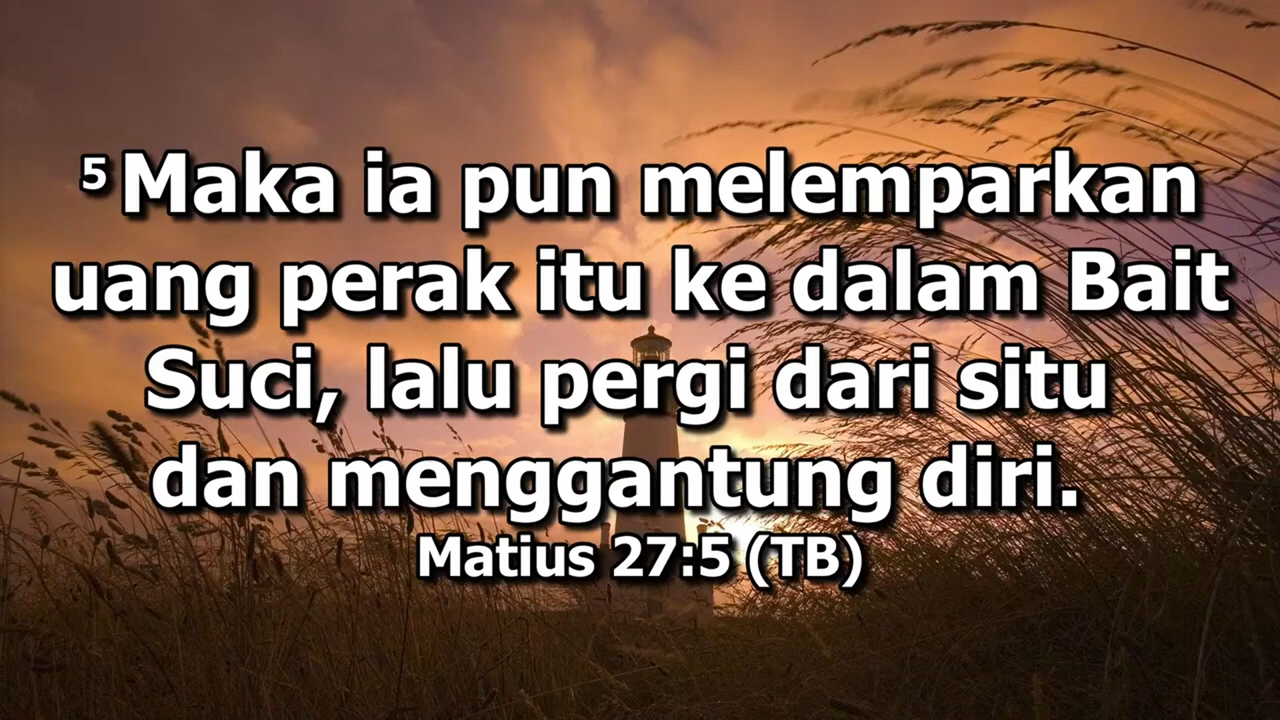 5 Maka ia pun melemparkan
uang perak itu ke dalam Bait
Suci, lalu pergi dari situ
dan menggantung diri.
Matius 27:5 (TB)